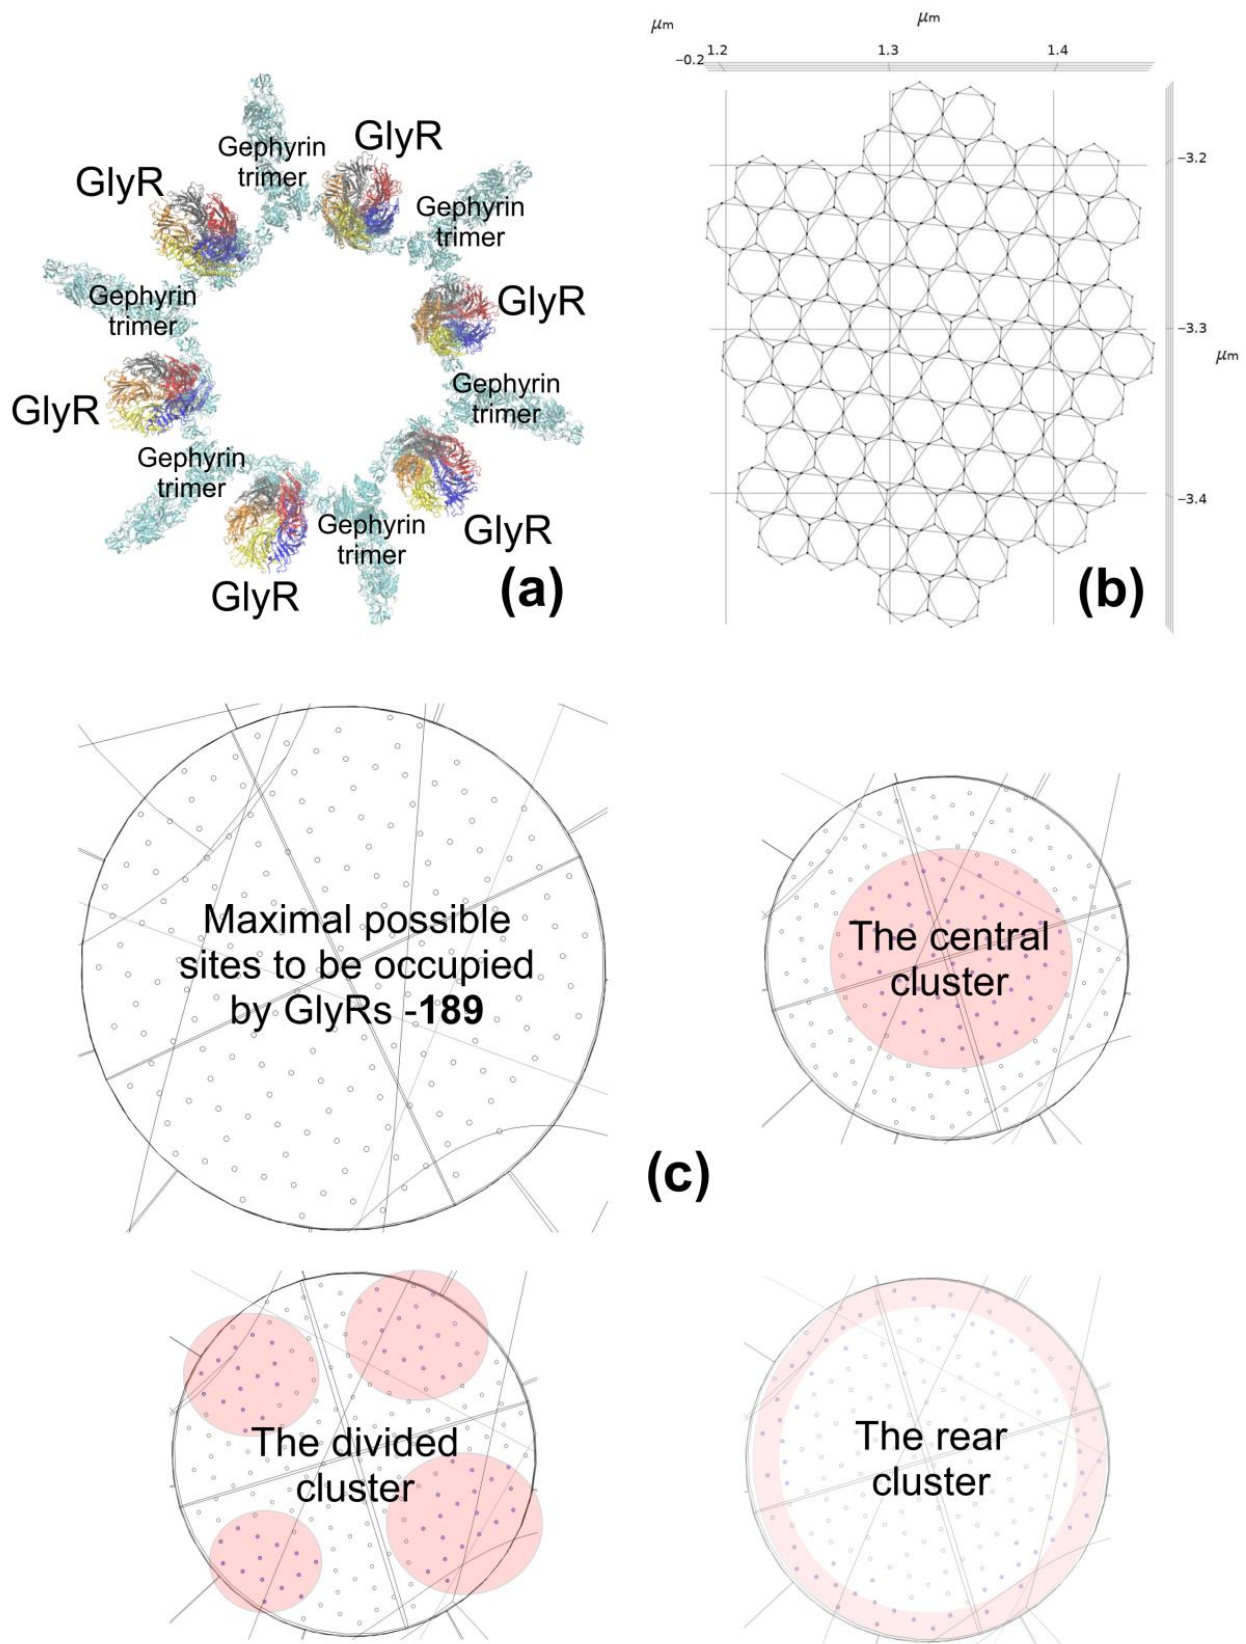 GlyR
Gephyrin
trimer
GlyR
Gephyrin
trimer
GlyR
Gephyrin
trimer
GlyR
Gephyrin
trimer
GlyR
Gephyrin
trimer
GlyR
Gephyrin
trimer
(a)
μm
μm
1.2
1.3
1.4
−0.2
−3.2
−3.3
μm
−3.4
(b)
Maximal possible
sites to be occupied
by GlyRs -189
The central
cluster
(c)
The divided
cluster
The rear
cluster